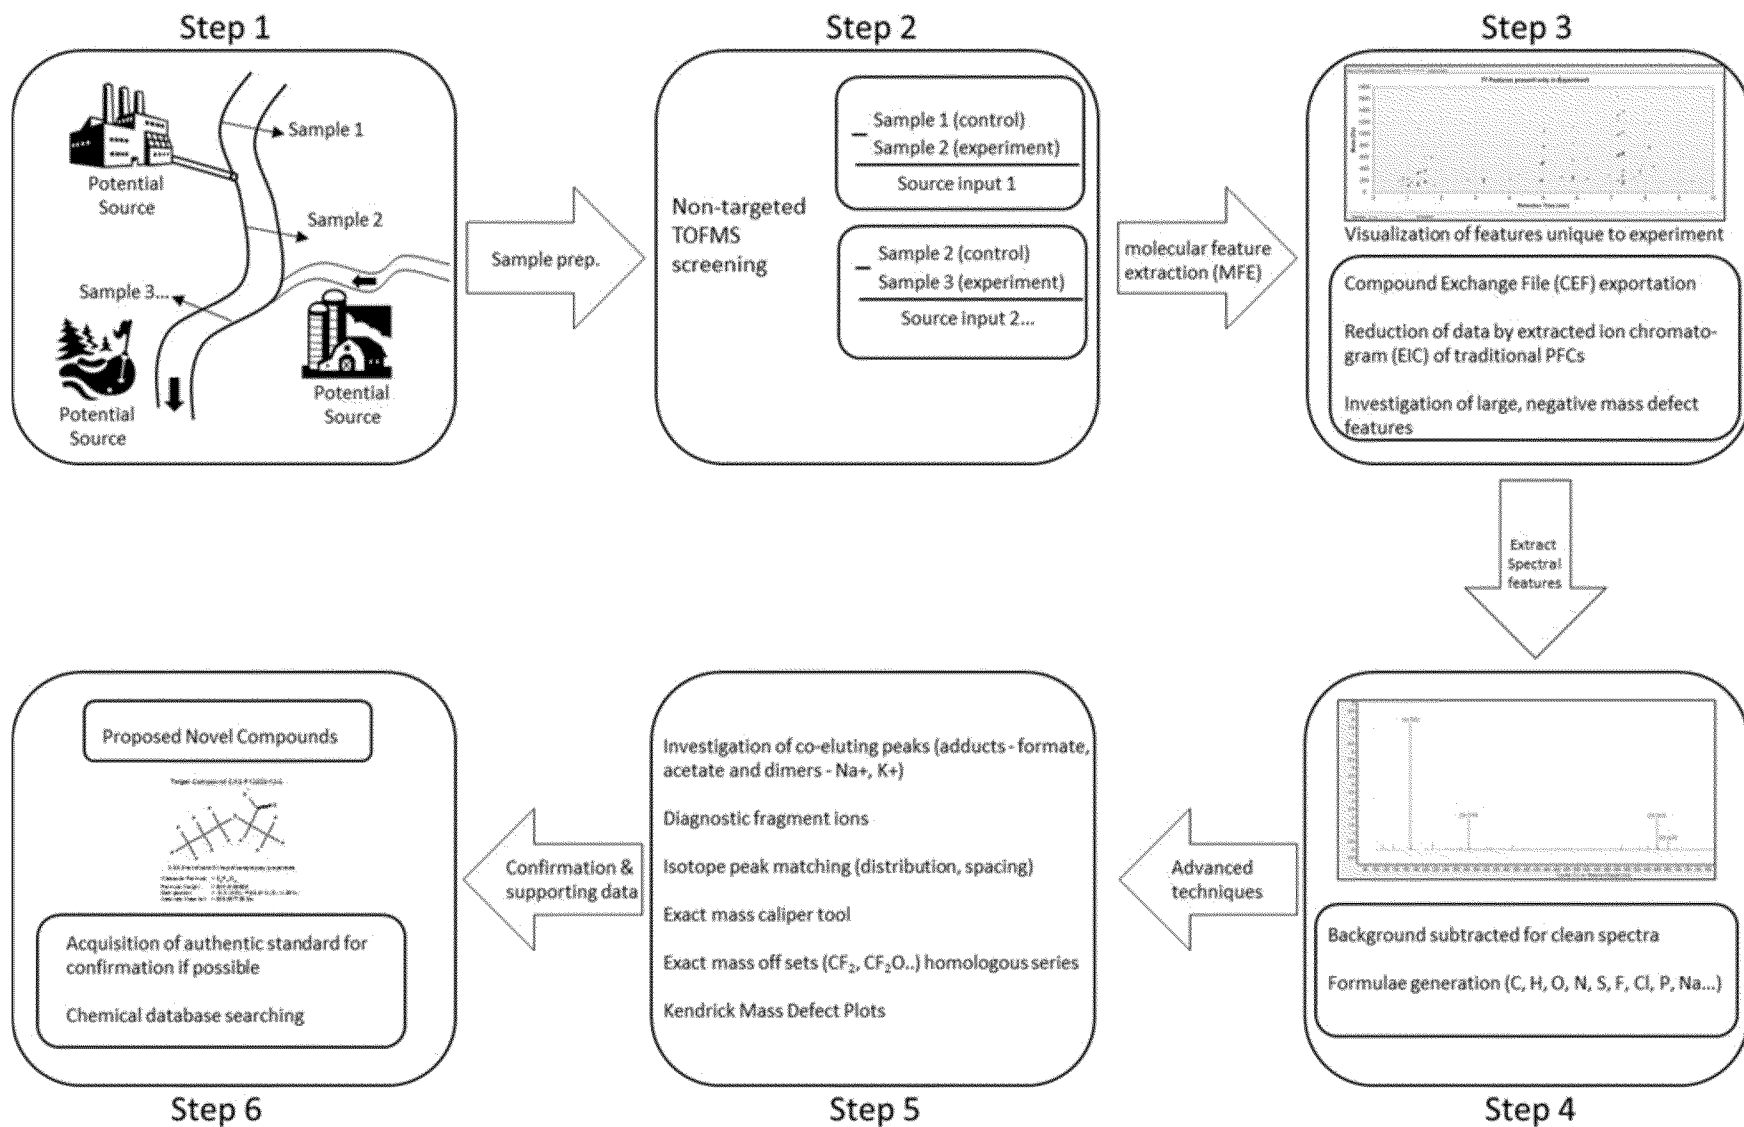 Step 1
Sample 1
Potential
Source
Sample 2
Sample 3...
Potential
Source
Potential
Source
Sample prep.
Step 2
Non-targeted
TOFMS
screening
Sample 1 (control)
– Sample 2 (experiment)
Source input 1
Sample 2 (control)
– Sample 3 (experiment)
Source input 2...
molecular feature
extraction (MFE)
Step 3
Visualization of features unique to experiment
Compound Exchange File (CEF) exportation
Reduction of data by extracted ion chromato-
gram (EIC) of traditional PFCs
Investigation of large, negative mass defect
features
Extract
Spectral
features
Background subtracted for clean spectra
Formulae generation (C, H, O, N, S, F, Cl, P, Na...)
Step 4
Advanced
techniques
Investigation of co-eluting peaks (adducts - formate,
acetate and dimers - Na+, K+)
Diagnostic fragment ions
Isotope peak matching (distribution, spacing)
Exact mass caliper tool
Exact mass off sets (CF₂, CF₂O..) homologous series
Kendrick Mass Defect Plots
Step 5
Confirmation &
supporting data
Proposed Novel Compounds
Acquisition of authentic standard for
confirmation if possible
Chemical database searching
Step 6